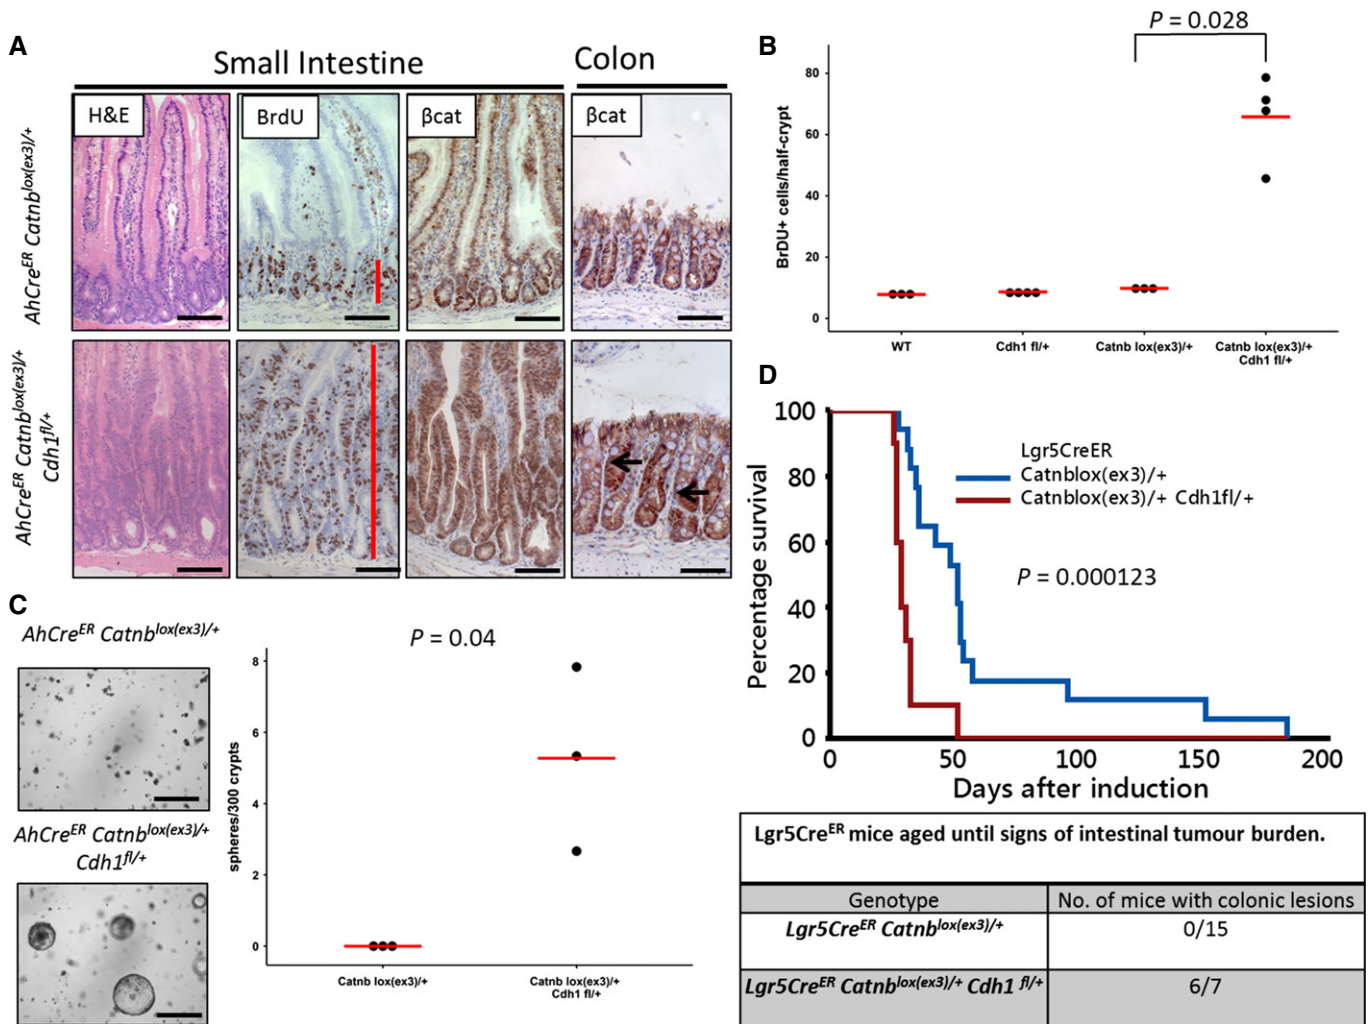 A
Small Intestine
Colon
AhCreER Catnblox(ex3)/+
H&E
BrdU
βcat
βcat
AhCreER Catnblox(ex3)/+
Cdh1fl/+
B
P = 0.028
BrDU+ cells/half-crypt
80
60
40
20
0
WT
Cdh1 fl/+
Catnb lox(ex3)/+
Catnb lox(ex3)/+
Cdh1 fl/+
C
AhCreER Catnblox(ex3)/+
AhCreER Catnblox(ex3)/+
Cdh1fl/+
P = 0.04
spheres/300 crypts
8
6
4
2
0
Catnb lox(ex3)/+
Catnb lox(ex3)/+
Cdh1 fl/+
D
Percentage survival
100
80
60
40
20
0
Lgr5CreER
Catnblox(ex3)/+
Catnblox(ex3)/+ Cdh1fl/+
P = 0.000123
0 50 100 150 200
Days after induction
Lgr5CreER mice aged until signs of intestinal tumour burden.
Genotype No. of mice with colonic lesions
Lgr5CreER Catnblox(ex3)/+ 0/15
Lgr5CreER Catnblox(ex3)/+ Cdh1 fl/+ 6/7